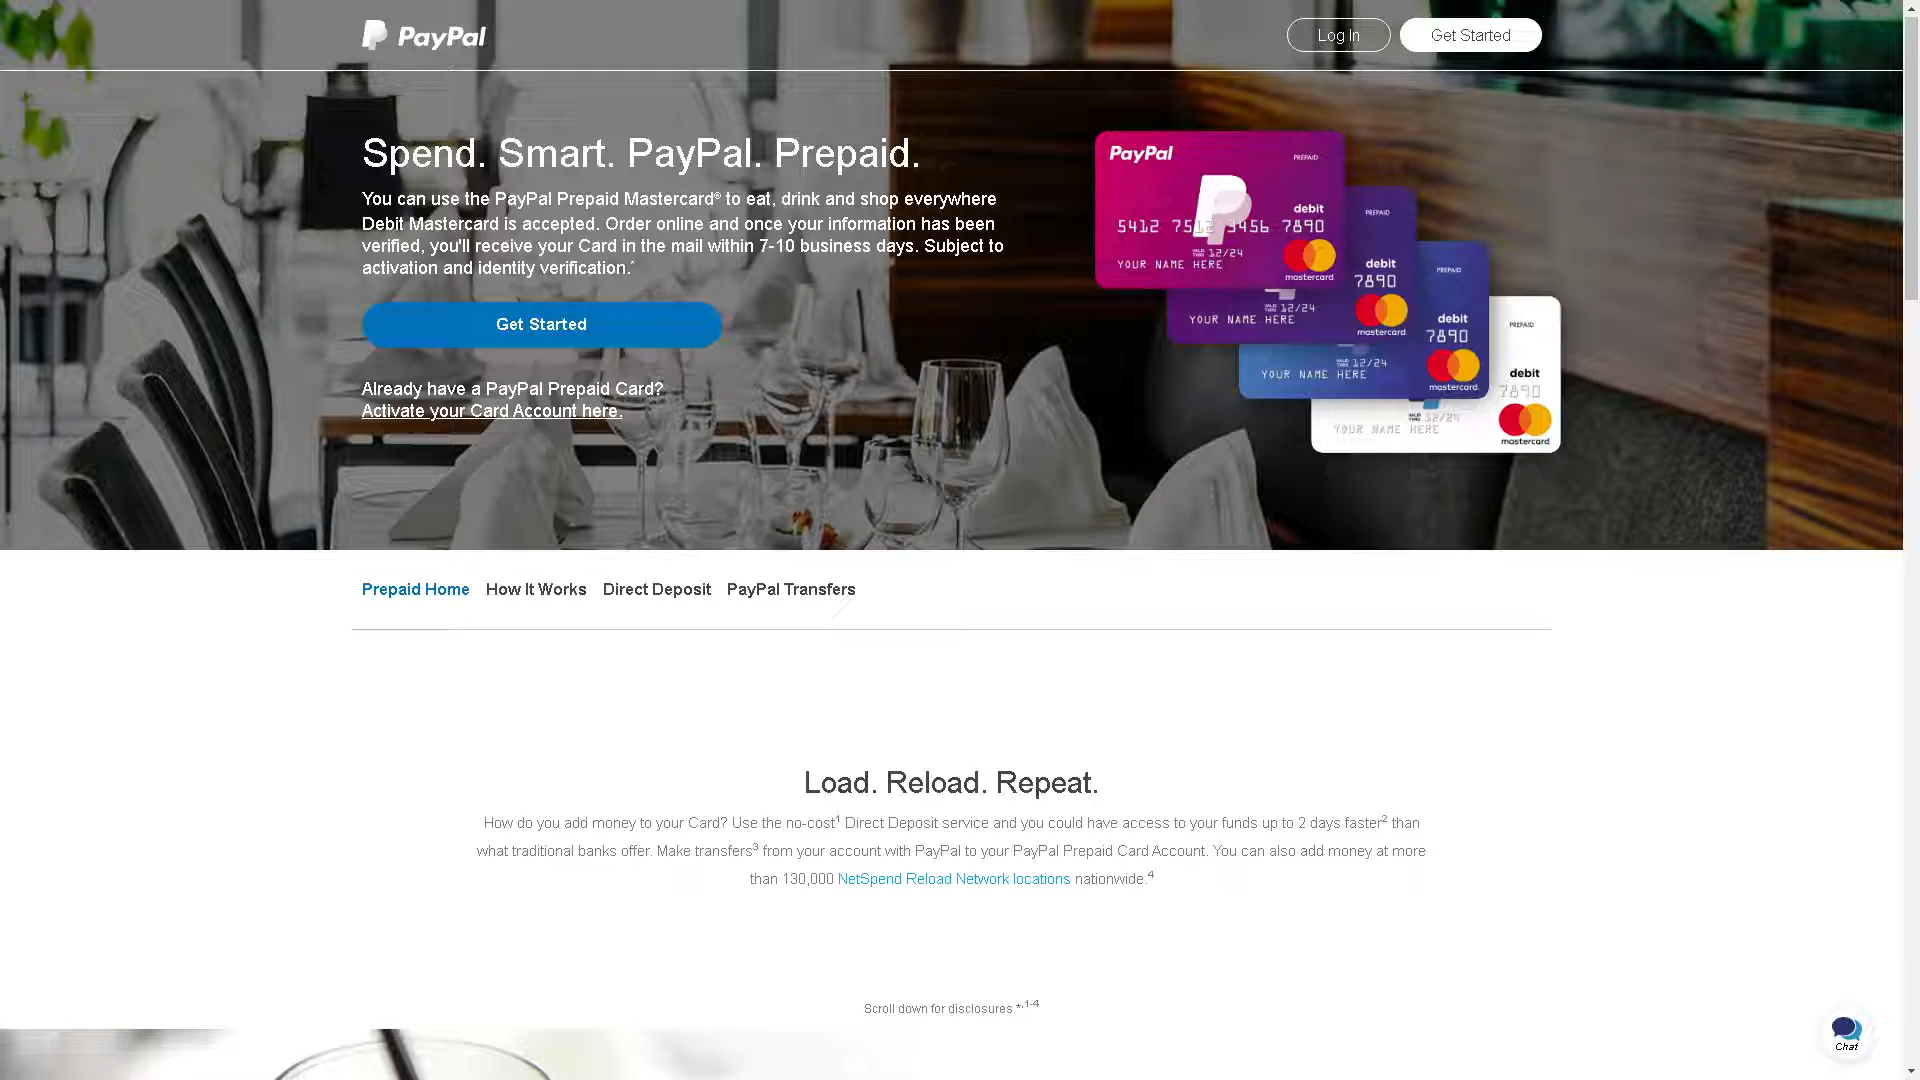 PayPal
Log In
Get Started
Spend. Smart. PayPal. Prepaid.
You can use the PayPal Prepaid Mastercard® to eat, drink and shop everywhere
Debit Mastercard is accepted. Order online and once your information has been
verified, you'll receive your Card in the mail within 7-10 business days. Subject to
activation and identity verification.*
Get Started
Already have a PayPal Prepaid Card?
Activate your Card Account here.
PayPal
PREPAID
debit
5412 7512 3456 7890
VALID THRU 12/24
YOUR NAME HERE
mastercard
PREPAID
debit
7890
VALID THRU 12/24
YOUR NAME HERE
mastercard
PREPAID
debit
7890
VALID THRU 12/24
YOUR NAME HERE
mastercard
PREPAID
debit
7890
VALID THRU 12/24
YOUR NAME HERE
mastercard
Prepaid Home
How It Works
Direct Deposit
PayPal Transfers
Load. Reload. Repeat.
How do you add money to your Card? Use the no-cost1 Direct Deposit service and you could have access to your funds up to 2 days faster2 than
what traditional banks offer. Make transfers3 from your account with PayPal to your PayPal Prepaid Card Account. You can also add money at more
than 130,000 NetSpend Reload Network locations nationwide.4
Scroll down for disclosures *,1-4
Chat